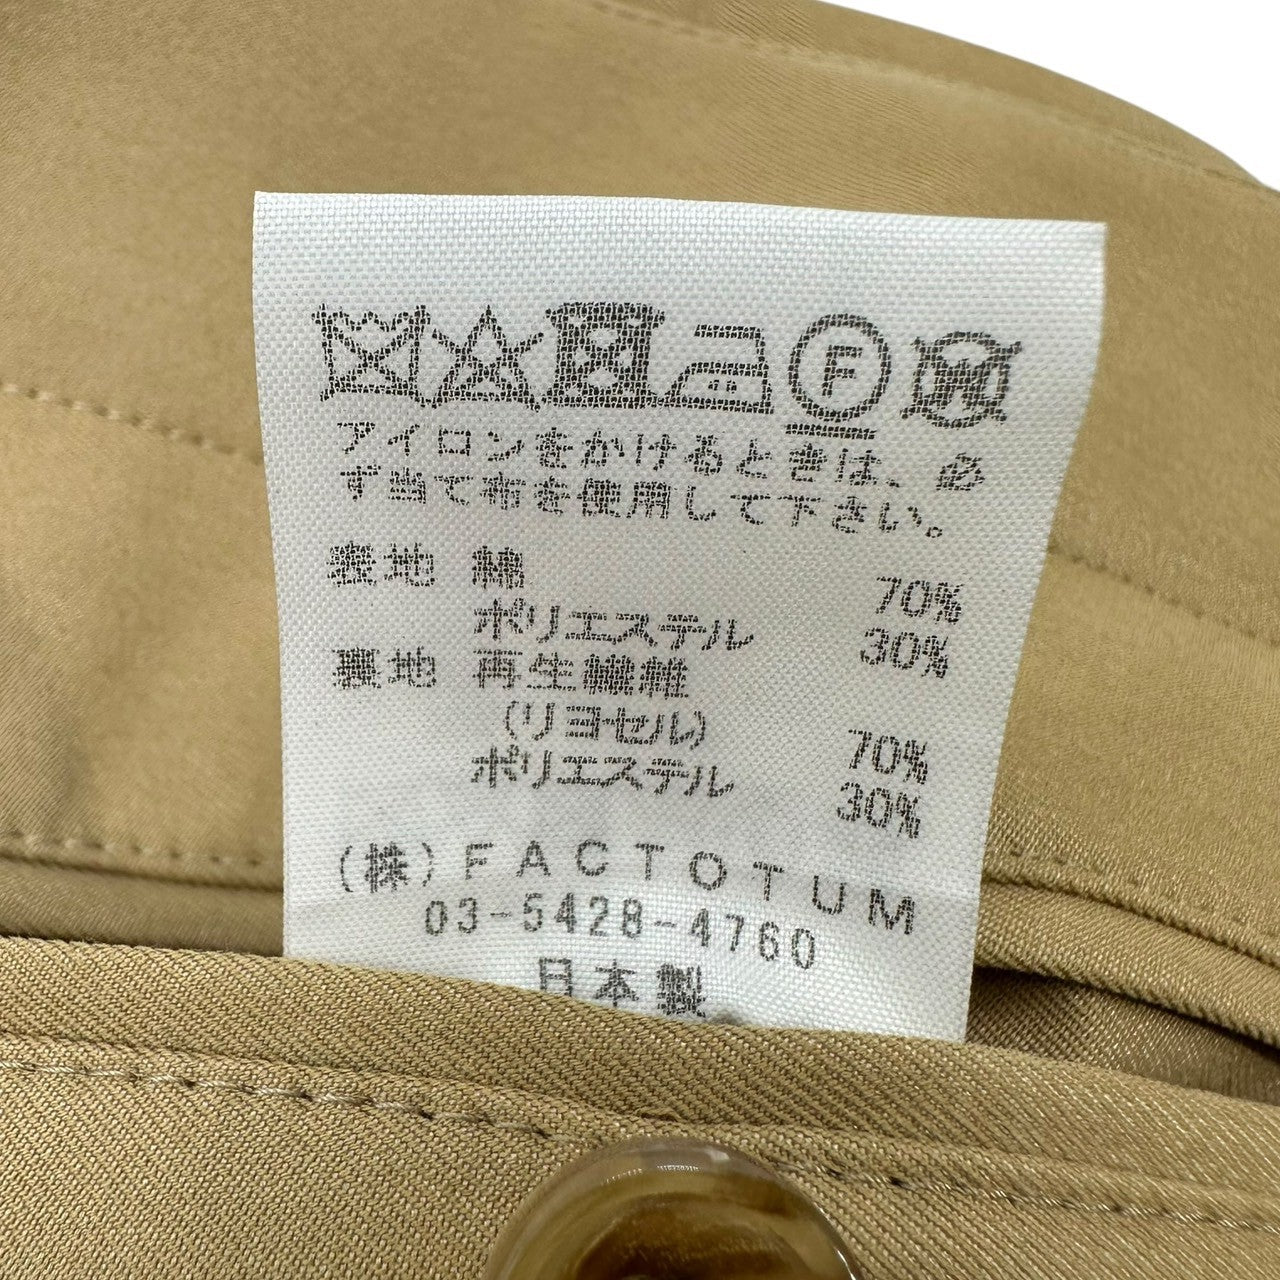 F
W
アイロンをかけるときは、必
ず当て布を使用して下さい。
表地 綿 70%
ポリエステル 30%
裏地 再生繊維
(リヨセル) 70%
ポリエステル 30%
(株)FACTOTUM
03-5428-4760
日本製